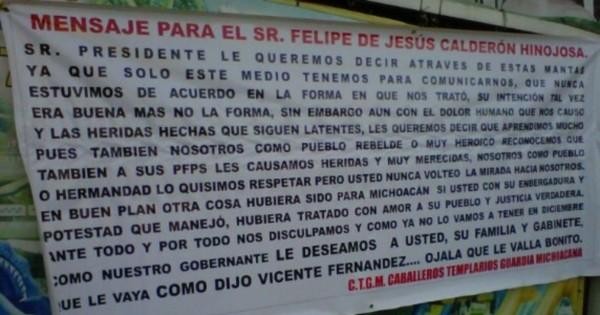 MENSAJE PARA EL SR. FELIPE DE JESÚS CALDERÓN HINOJOSA.
SR. PRESIDENTE LE QUEREMOS DECIR ATRAVES DE ESTAS MANTAS
YA QUE SOLO ESTE MEDIO TENEMOS PARA COMUNICARNOS, QUE NUNCA
ESTUVIMOS DE ACUERDO EN LA FORMA EN QUE NOS TRATÓ, SU INTENCIÓN TAL VEZ
ERA BUENA MAS NO LA FORMA, SIN EMBARGO AUN CON EL DOLOR HUMANO QUE NOS CAUSO
Y LAS HERIDAS HECHAS QUE SIGUEN LATENTES, LES QUEREMOS DECIR QUE APRENDIMOS MUCHO
PUES TAMBIEN NOSOTROS COMO PUEBLO REBELDE O MUY HEROICO RECONOCEMOS QUE
TAMBIEN A SUS PFPS LES CAUSAMOS HERIDAS Y MUY MERECIDAS, NOSOTROS COMO PUEBLO
O HERMANDAD LO QUISIMOS RESPETAR PERO USTED NUNCA VOLTEO LA MIRADA HACIA NOSOTROS.
EN BUEN PLAN OTRA COSA HUBIERA SIDO PARA MICHOACÁN SI USTED CON SU ENBERGADURA Y
POTESTAD QUE MANEJÓ, HUBIERA TRATADO CON AMOR A SU PUEBLO Y JUSTICIA VERDADERA.
ANTE TODO Y POR TODO NOS DISCULPAMOS Y COMO YA NO LO VAMOS A TENER EN DICIEMBRE
COMO NUESTRO GOBERNANTE LE DESEAMOS A USTED, SU FAMILIA Y GABINETE,
QUE LE VAYA COMO DIJO VICENTE FERNANDEZ.... OJALA QUE LE VALLA BONITO.
C.T.G.M. CABALLEROS TEMPLARIOS GUARDIA MICHOACANA